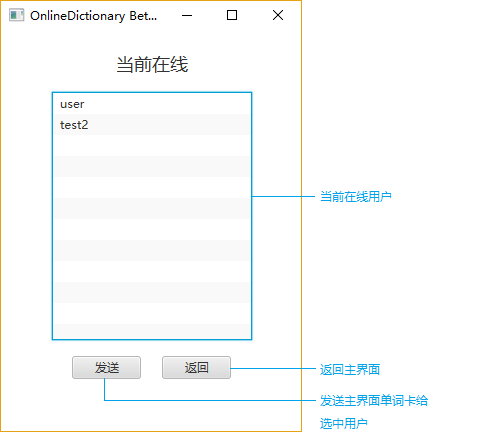 OnlineDictionary Bet...
当前在线
user
test2
当前在线用户
发送
返回
返回主界面
发送主界面单词卡给
选中用户